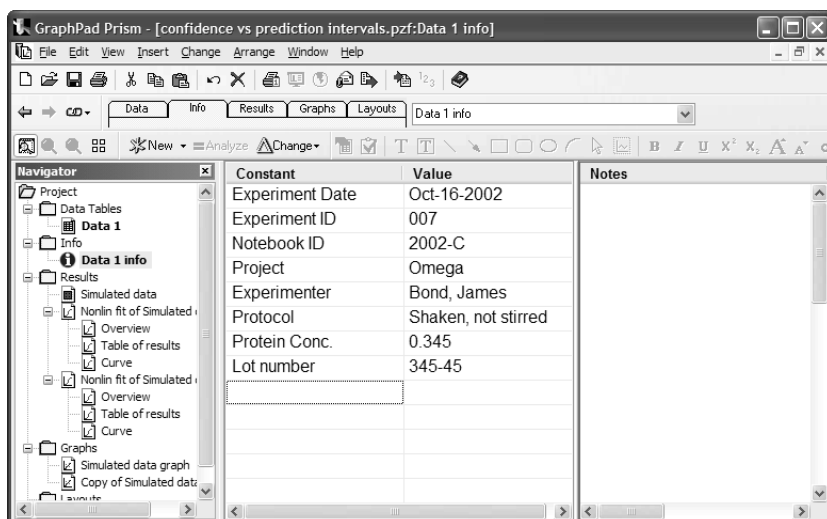 GraphPad Prism - [confidence vs prediction intervals.pzf:Data 1 info]
File Edit View Insert Change Arrange Window Help
123
Data Info Results Graphs Layouts Data 1 info
New Analyze Change T T B I U X² X₂ A A
Navigator
Project
Data Tables
Data 1
Info
Data 1 info
Results
Simulated data
Nonlin fit of Simulated
Overview
Table of results
Curve
Nonlin fit of Simulated
Overview
Table of results
Curve
Graphs
Simulated data graph
Copy of Simulated data
Layouts
Constant Value
Experiment Date Oct-16-2002
Experiment ID 007
Notebook ID 2002-C
Project Omega
Experimenter Bond, James
Protocol Shaken, not stirred
Protein Conc. 0.345
Lot number 345-45
Notes